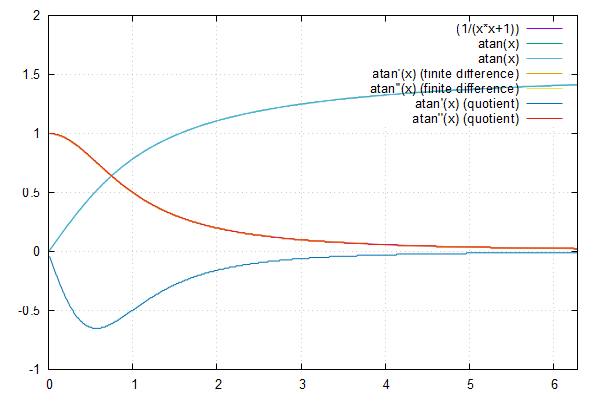 2
1.5
1
0.5
0
-0.5
-1
0
1
2
3
4
5
6
(1/(x*x+1))
atan(x)
atan(x)
atan'(x) (finite difference)
atan''(x) (finite difference)
atan'(x) (quotient)
atan''(x) (quotient)